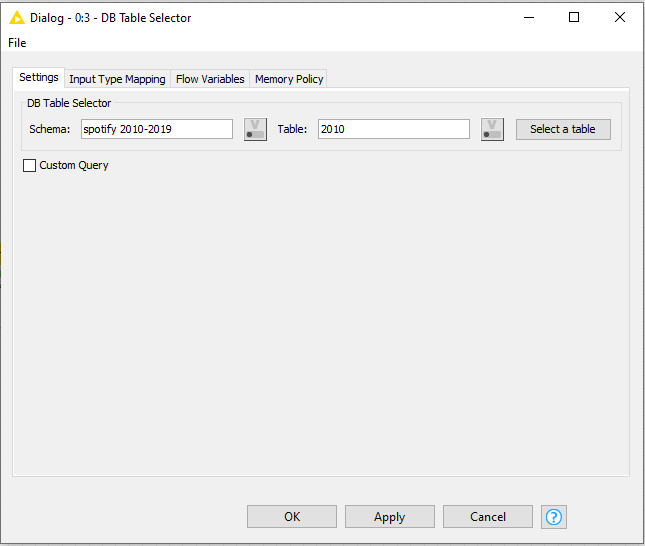 Dialog - 0:3 - DB Table Selector
File
Settings Input Type Mapping Flow Variables Memory Policy
DB Table Selector
Schema: spotify 2010-2019 V Table: 2010 V Select a table
Custom Query
OK Apply Cancel ?